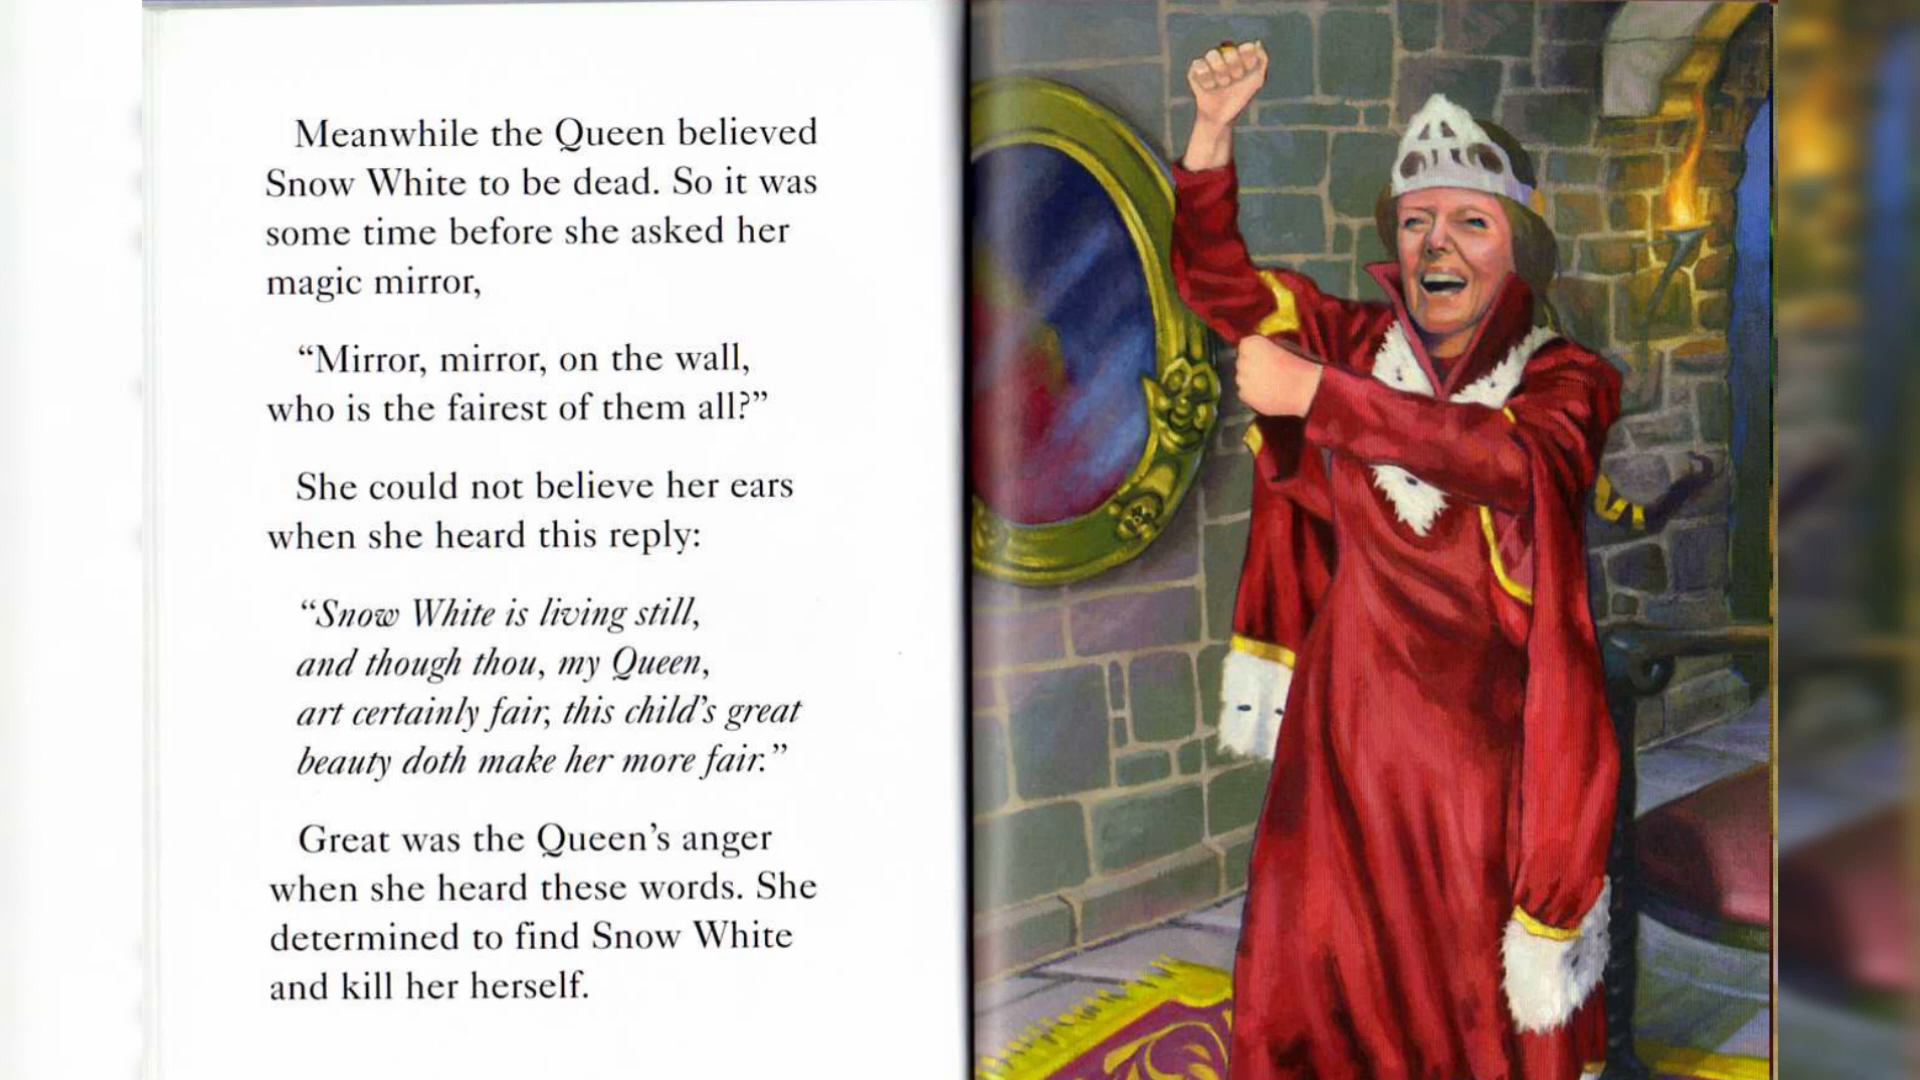 Meanwhile the Queen believed
Snow White to be dead. So it was
some time before she asked her
magic mirror,
“Mirror, mirror, on the wall,
who is the fairest of them all?”
She could not believe her ears
when she heard this reply:
“Snow White is living still,
and though thou, my Queen,
art certainly fair, this child’s great
beauty doth make her more fair.”
Great was the Queen’s anger
when she heard these words. She
determined to find Snow White
and kill her herself.